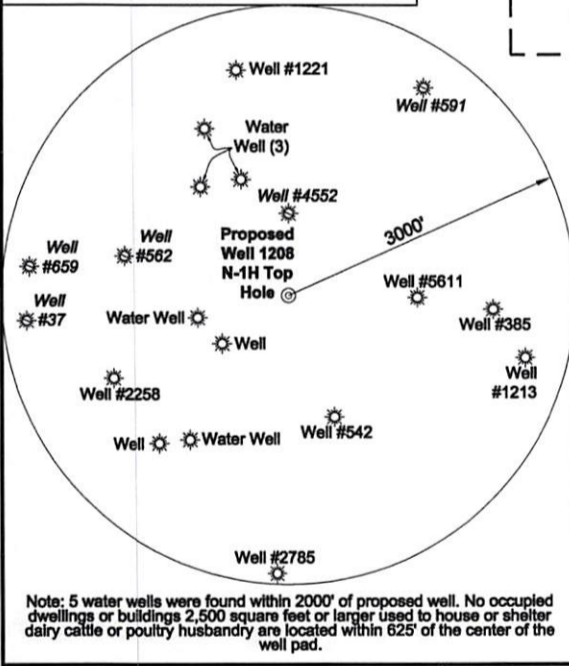 Well #1221
Well #591
Water
Well (3)
Well #4552
Proposed
Well 1208
N-1H Top
Hole
3000'
Well
#659
Well
#562
Well
#37
Well #5611
Well #385
Water Well
Well
Well
#1213
Well #2258
Well #542
Well
Water Well
Well #2785
Note: 5 water wells were found within 2000' of proposed well. No occupied
dwellings or buildings 2,500 square feet or larger used to house or shelter
dairy cattle or poultry husbandry are located within 625' of the center of the
well pad.